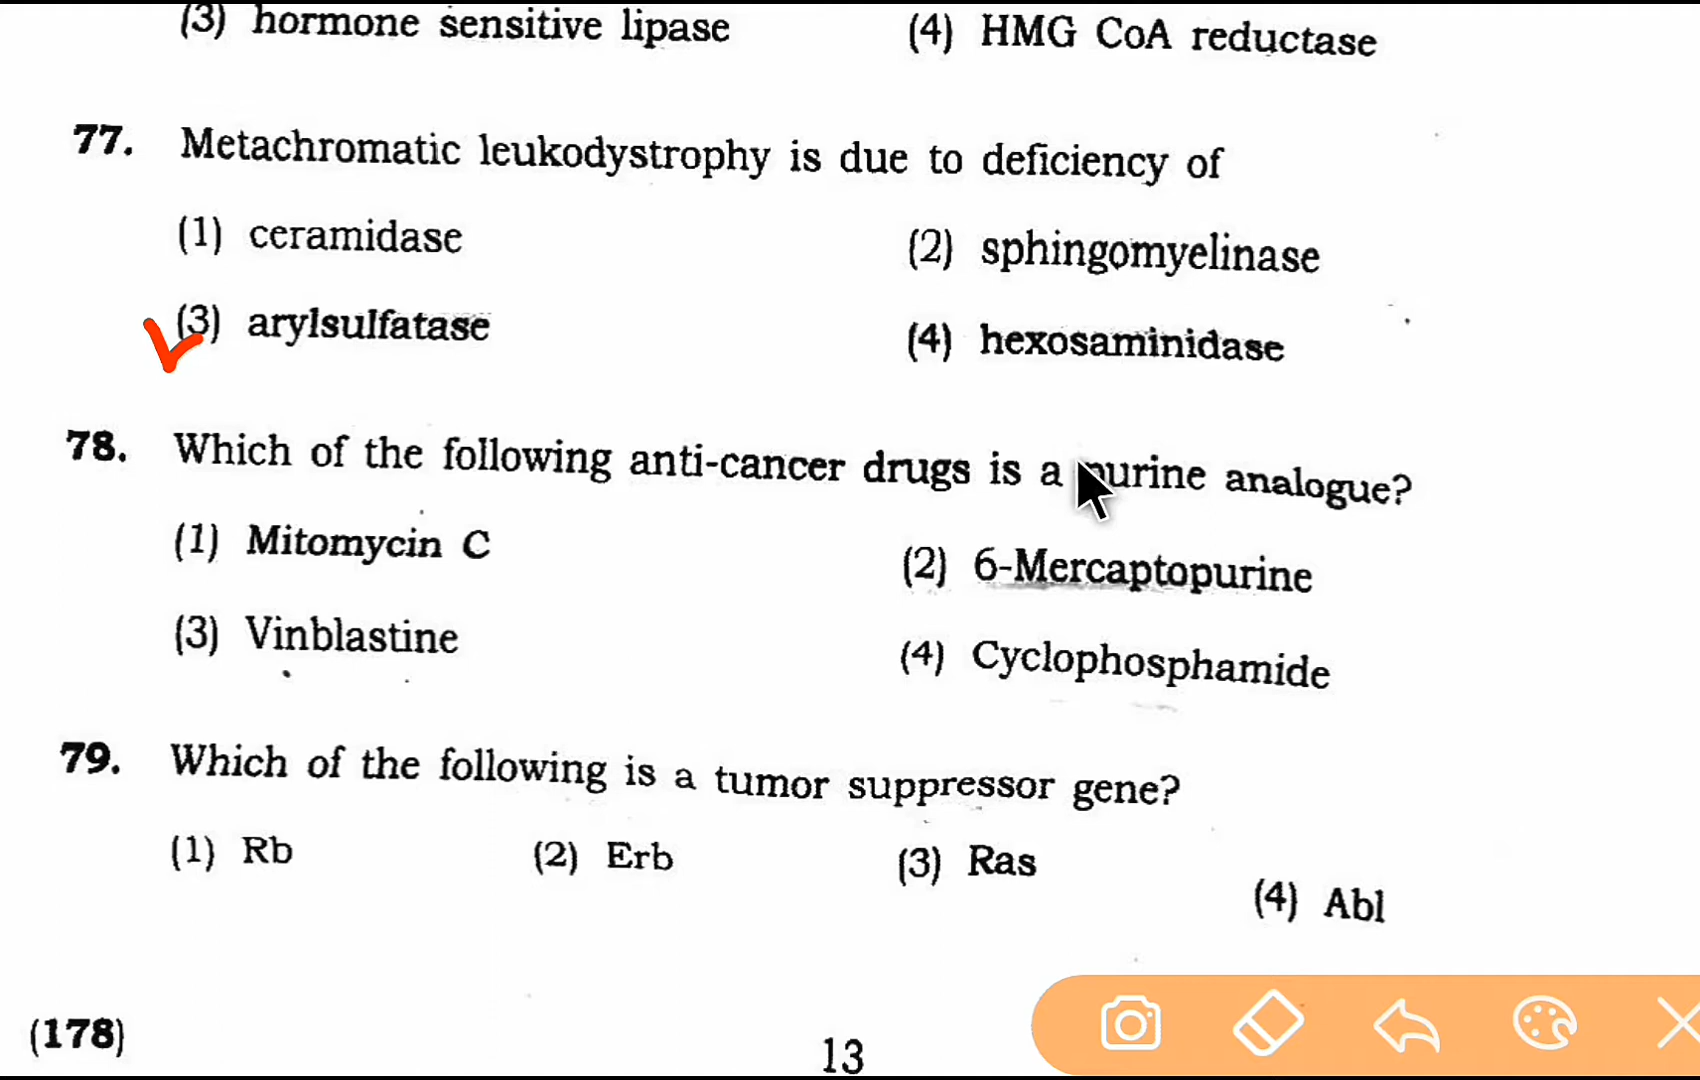 (3) hormone sensitive lipase (4) HMG CoA reductase
77. Metachromatic leukodystrophy is due to deficiency of
(1) ceramidase (2) sphingomyelinase
(3) arylsulfatase (4) hexosaminidase
78. Which of the following anti-cancer drugs is a purine analogue?
(1) Mitomycin C (2) 6-Mercaptopurine
(3) Vinblastine (4) Cyclophosphamide
79. Which of the following is a tumor suppressor gene?
(1) Rb (2) Erb (3) Ras (4) Abl
(178) 13